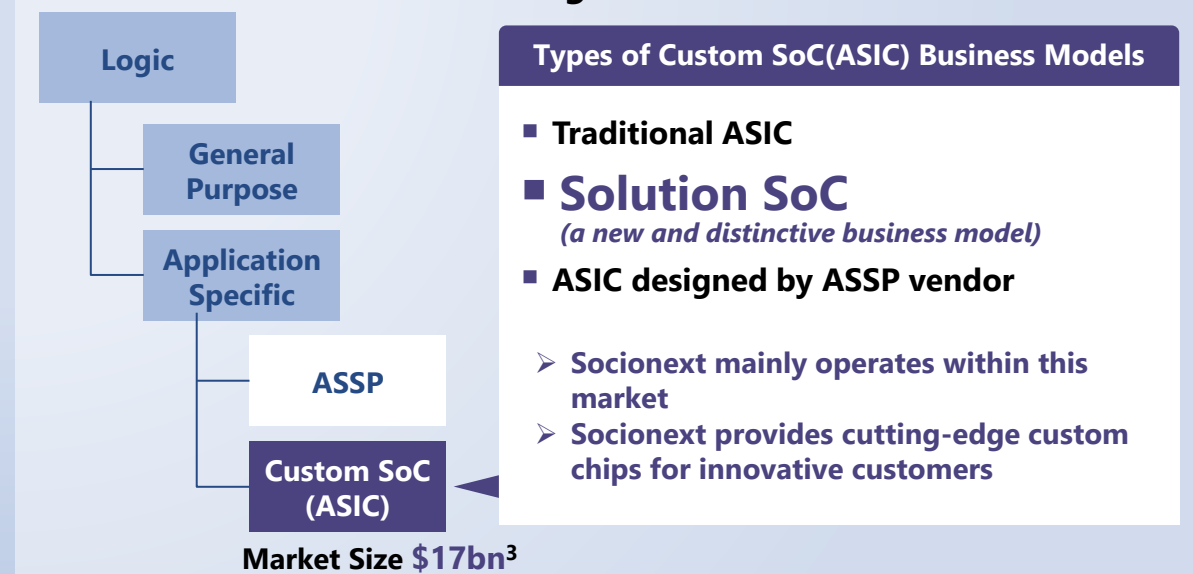 Logic
General
Purpose
Application
Specific
ASSP
Custom SoC
(ASIC)
Market Size $17bn³
Types of Custom SoC(ASIC) Business Models
▪ Traditional ASIC
▪ Solution SoC
(a new and distinctive business model)
▪ ASIC designed by ASSP vendor
➢ Socionext mainly operates within this
market
➢ Socionext provides cutting-edge custom
chips for innovative customers